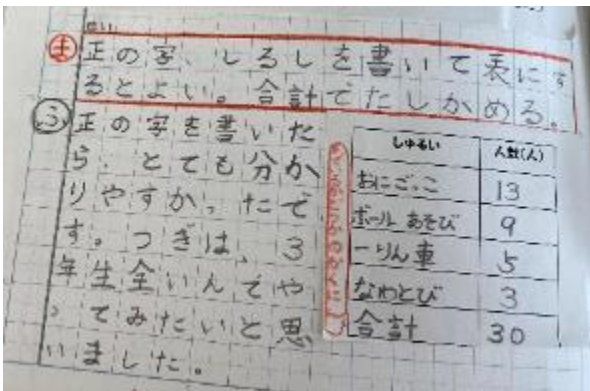 せい
ま 正の字、しるしを書いて表にす
るとよい。合計でたしかめる。
ふ 正の字を書いた
ら、とても分か
りやすかったで
す。つぎは、3
年生全いんでや
ってみたいと思
いました。
しゅるい 人数(人)
おにごっこ 13
ボールあそび 9
一りん車 5
なわとび 3
合計 30